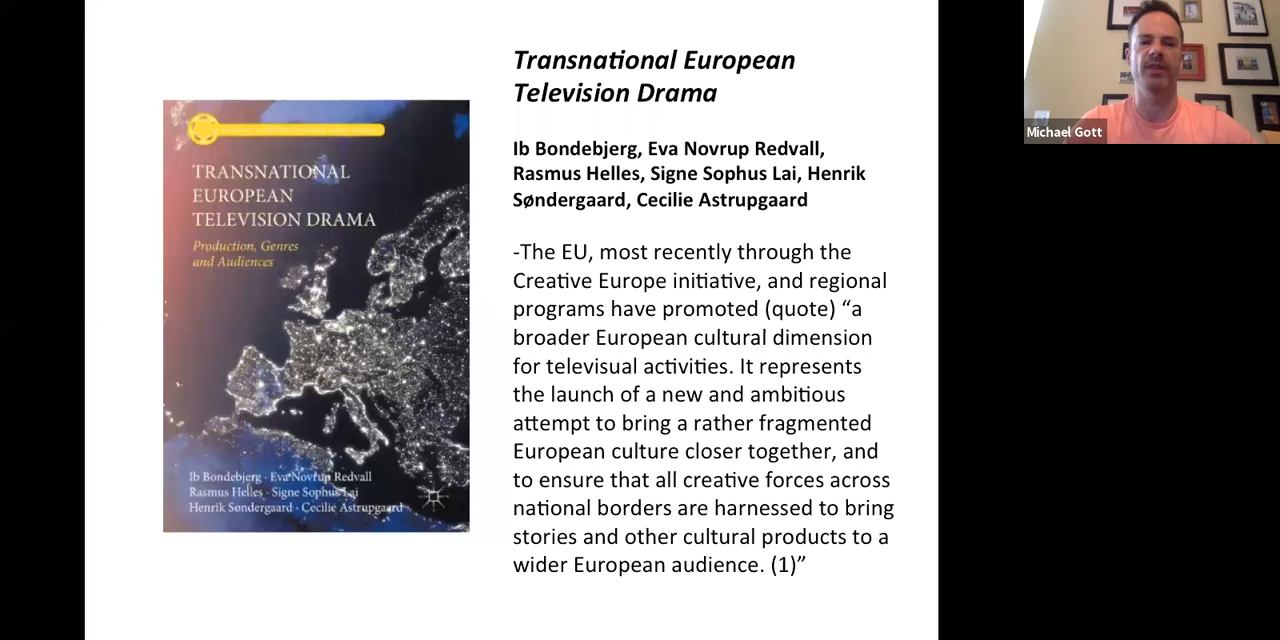 Transnational European
Television Drama
Ib Bondebjerg, Eva Novrup Redvall,
Rasmus Helles, Signe Sophus Lai, Henrik
Søndergaard, Cecilie Astrupgaard
-The EU, most recently through the
Creative Europe initiative, and regional
programs have promoted (quote) “a
broader European cultural dimension
for televisual activities. It represents
the launch of a new and ambitious
attempt to bring a rather fragmented
European culture closer together, and
to ensure that all creative forces across
national borders are harnessed to bring
stories and other cultural products to a
wider European audience. (1)”
TRANSNATIONAL
EUROPEAN
TELEVISION DRAMA
Production, Genres
and Audiences
Ib Bondebjerg · Eva Novrup Redvall
Rasmus Helles · Signe Sophus Lai
Henrik Søndergaard · Cecilie Astrupgaard
Michael Gott